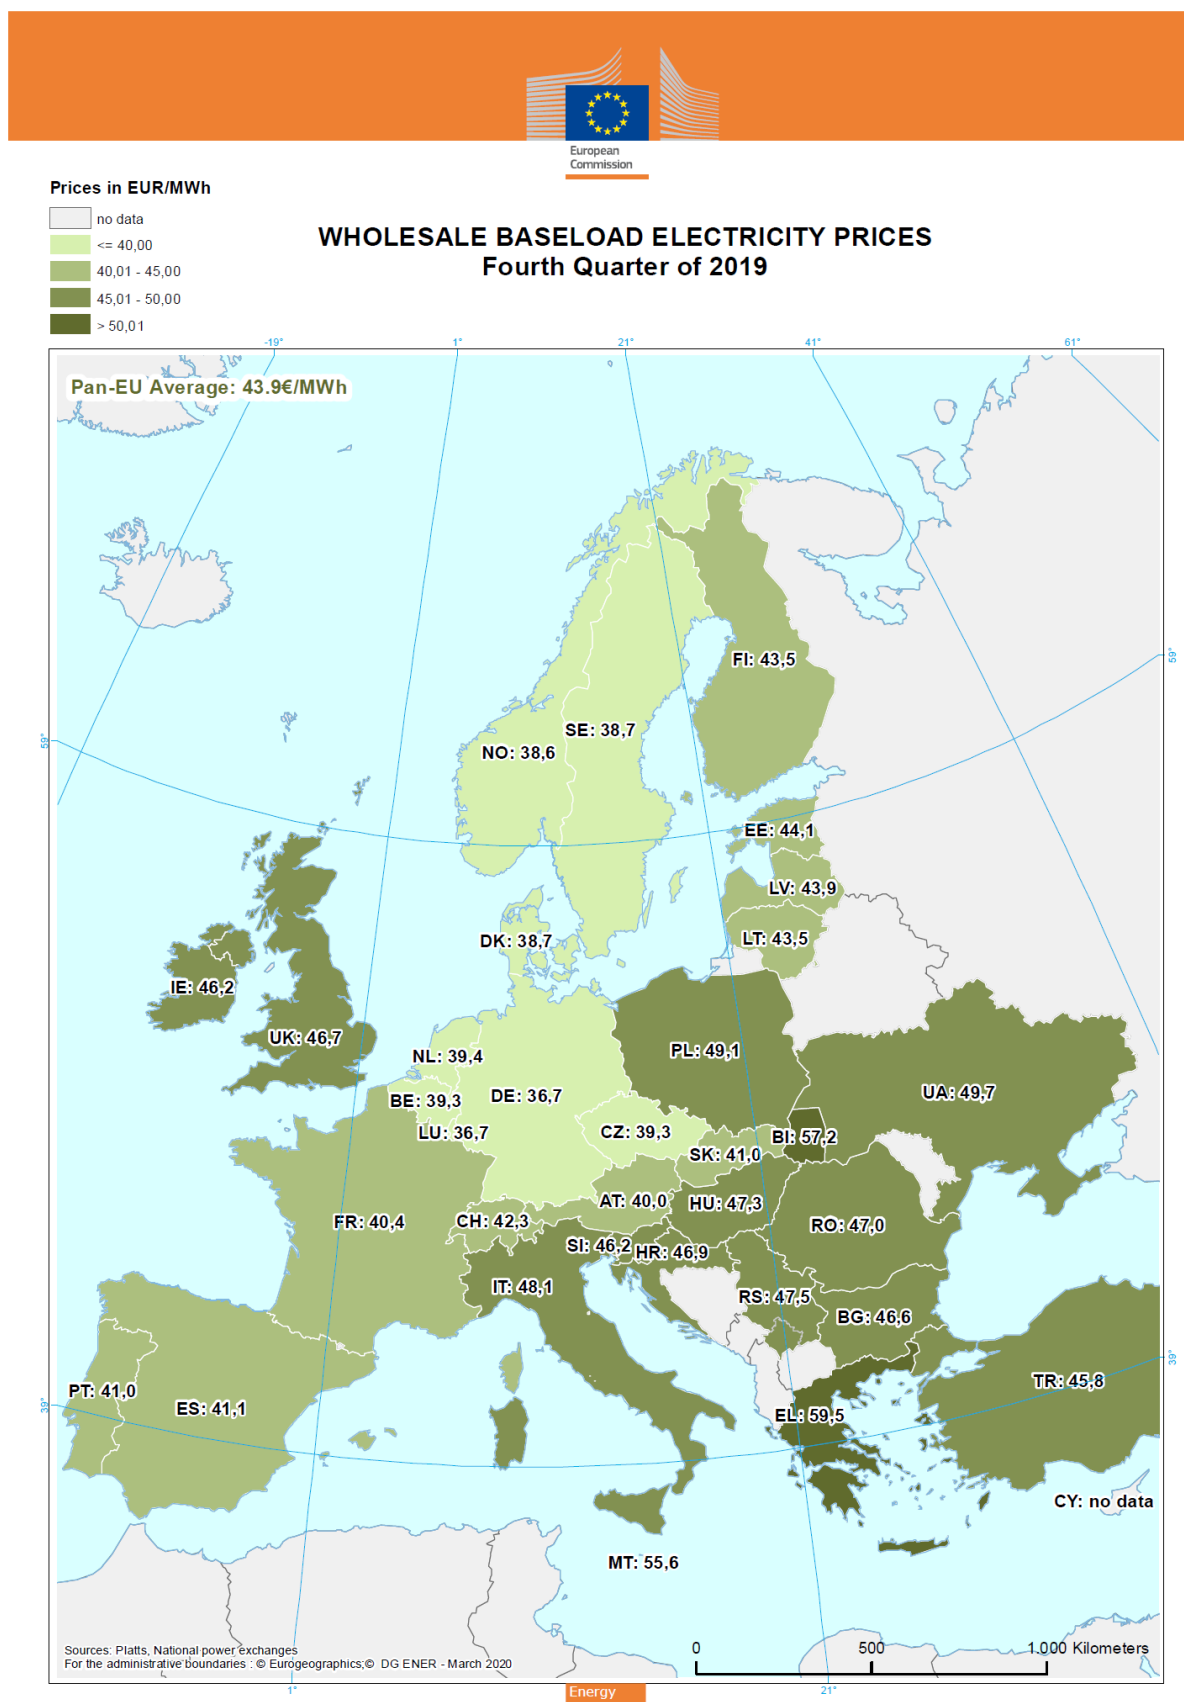 European
Commission
Prices in EUR/MWh
no data
<= 40,00
40,01 - 45,00
45,01 - 50,00
> 50,01
WHOLESALE BASELOAD ELECTRICITY PRICES
Fourth Quarter of 2019
-19°
1°
21°
41°
61°
Pan-EU Average: 43.9€/MWh
59°
59°
FI: 43,5
SE: 38,7
NO: 38,6
EE: 44,1
LV: 43,9
LT: 43,5
DK: 38,7
IE: 46,2
UK: 46,7
NL: 39,4
PL: 49,1
DE: 36,7
UA: 49,7
BE: 39,3
LU: 36,7
CZ: 39,3
BI: 57,2
SK: 41,0
AT: 40,0
HU: 47,3
FR: 40,4
CH: 42,3
RO: 47,0
SI: 46,2
HR: 46,9
IT: 48,1
RS: 47,5
BG: 46,6
39°
39°
PT: 41,0
ES: 41,1
TR: 45,8
EL: 59,5
CY: no data
MT: 55,6
Sources: Platts, National power exchanges
For the administrative boundaries : © Eurogeographics;© DG ENER - March 2020
0 500 1.000 Kilometers
1°
21°
Energy